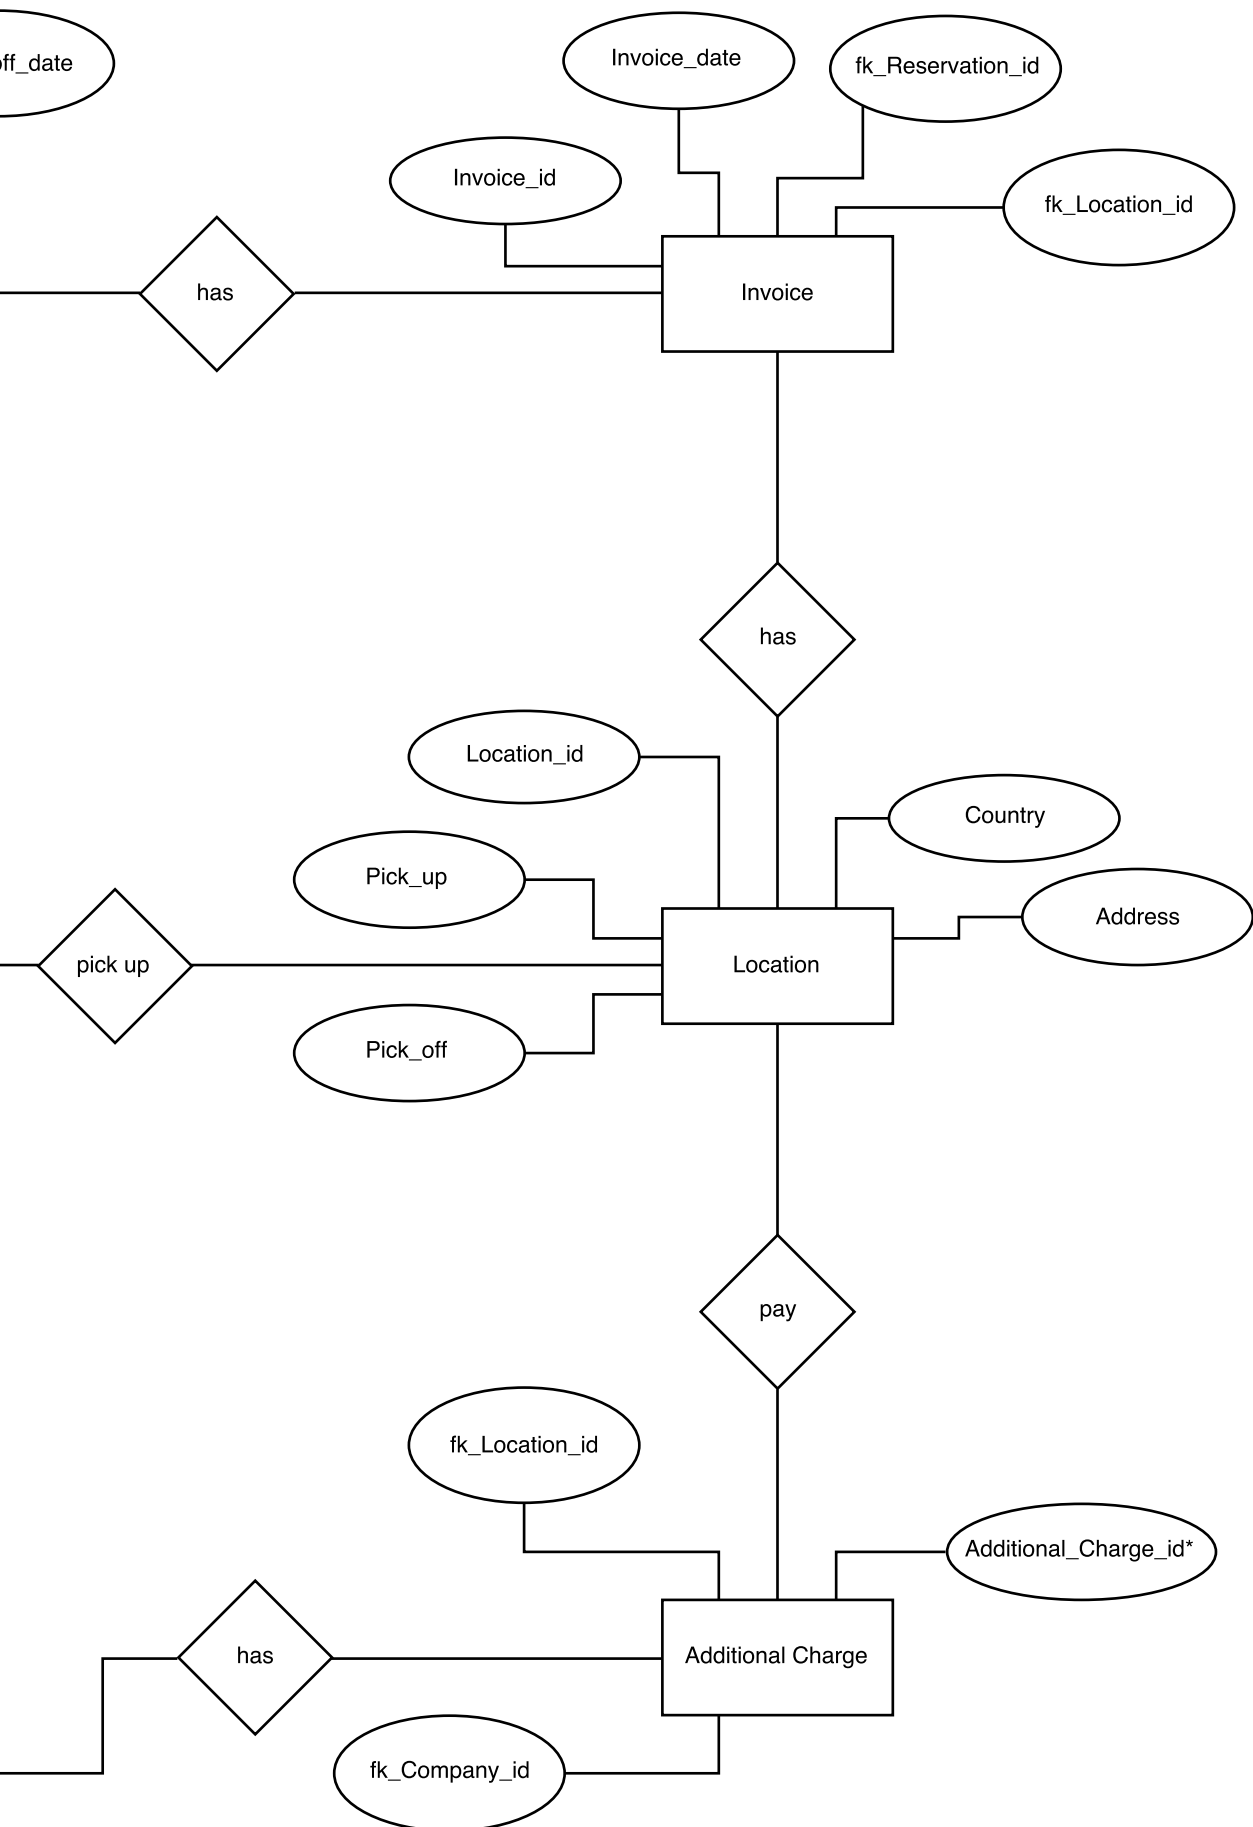 off_date
Invoice_date
fk_Reservation_id
Invoice_id
fk_Location_id
has
Invoice
has
Location_id
Country
Pick_up
Address
pick up
Location
Pick_off
pay
fk_Location_id
Additional_Charge_id*
has
Additional Charge
fk_Company_id